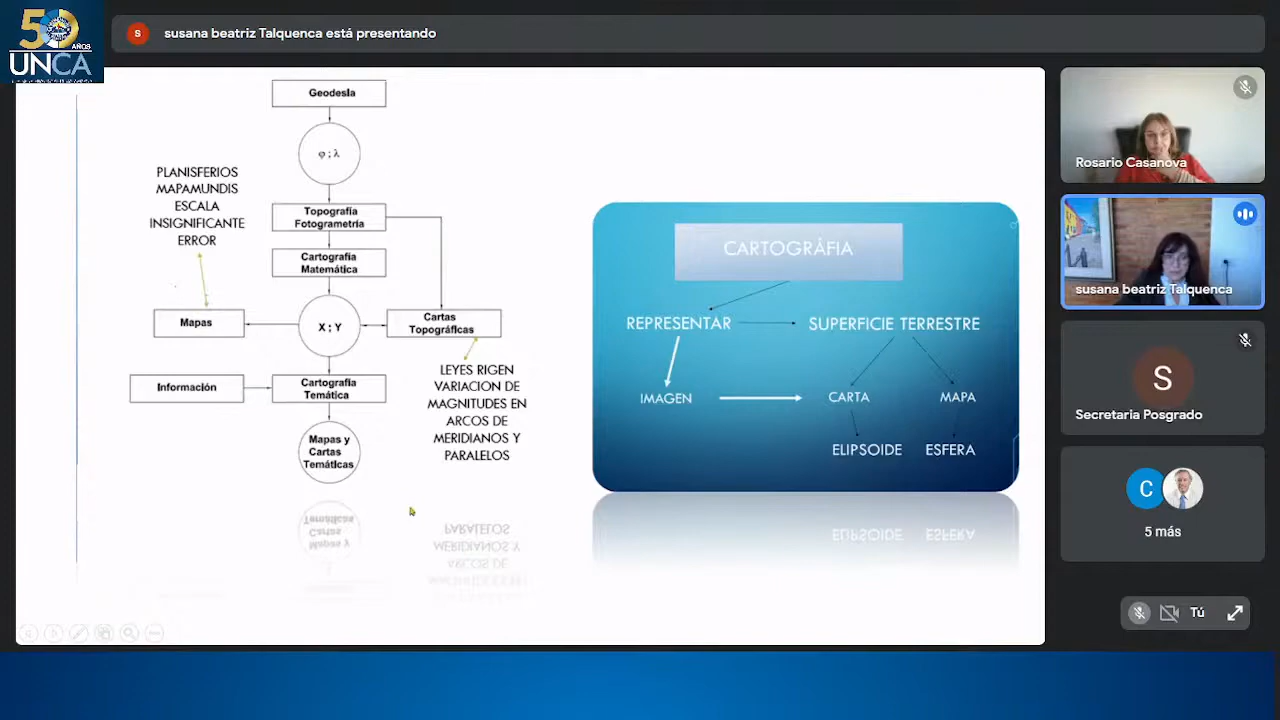 50
AÑOS
UNCA
S
susana beatriz Talquenca está presentando
Geodesia
φ ; λ
PLANISFERIOS
MAPAMUNDIS
ESCALA
INSIGNIFICANTE
ERROR
Topografía
Fotogrametría
Cartografía
Matemática
Mapas
X ; Y
Cartas
Topográficas
Información
Cartografía
Temática
LEYES RIGEN
VARIACION DE
MAGNITUDES EN
ARCOS DE
MERIDIANOS Y
PARALELOS
Mapas y
Cartas
Temáticas
CARTOGRÀFIA
REPRESENTAR
SUPERFICIE TERRESTRE
IMAGEN
CARTA
MAPA
ELIPSOIDE
ESFERA
Rosario Casanova
susana beatriz Talquenca
S
Secretaria Posgrado
C
5 más
Tú